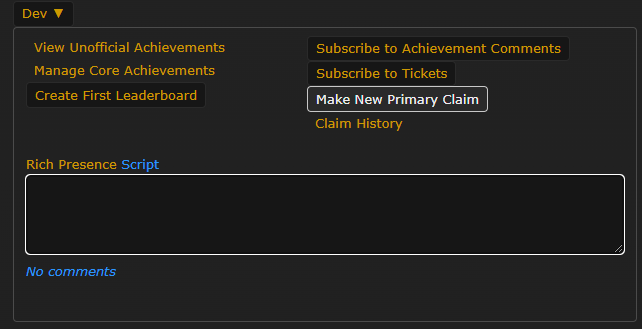 Dev ▼
View Unofficial Achievements
Manage Core Achievements
Create First Leaderboard
Subscribe to Achievement Comments
Subscribe to Tickets
Make New Primary Claim
Claim History
Rich Presence Script
No comments